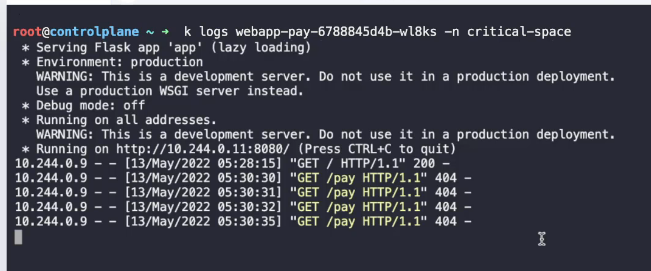 root@controlplane ~ ➜  k logs webapp-pay-6788845d4b-wl8ks -n critical-space
 * Serving Flask app 'app' (lazy loading)
 * Environment: production
   WARNING: This is a development server. Do not use it in a production deployment.
   Use a production WSGI server instead.
 * Debug mode: off
 * Running on all addresses.
   WARNING: This is a development server. Do not use it in a production deployment.
 * Running on http://10.244.0.11:8080/ (Press CTRL+C to quit)
10.244.0.9 - - [13/May/2022 05:28:15] "GET / HTTP/1.1" 200 -
10.244.0.9 - - [13/May/2022 05:30:30] "GET /pay HTTP/1.1" 404 -
10.244.0.9 - - [13/May/2022 05:30:31] "GET /pay HTTP/1.1" 404 -
10.244.0.9 - - [13/May/2022 05:30:32] "GET /pay HTTP/1.1" 404 -
10.244.0.9 - - [13/May/2022 05:30:35] "GET /pay HTTP/1.1" 404 -